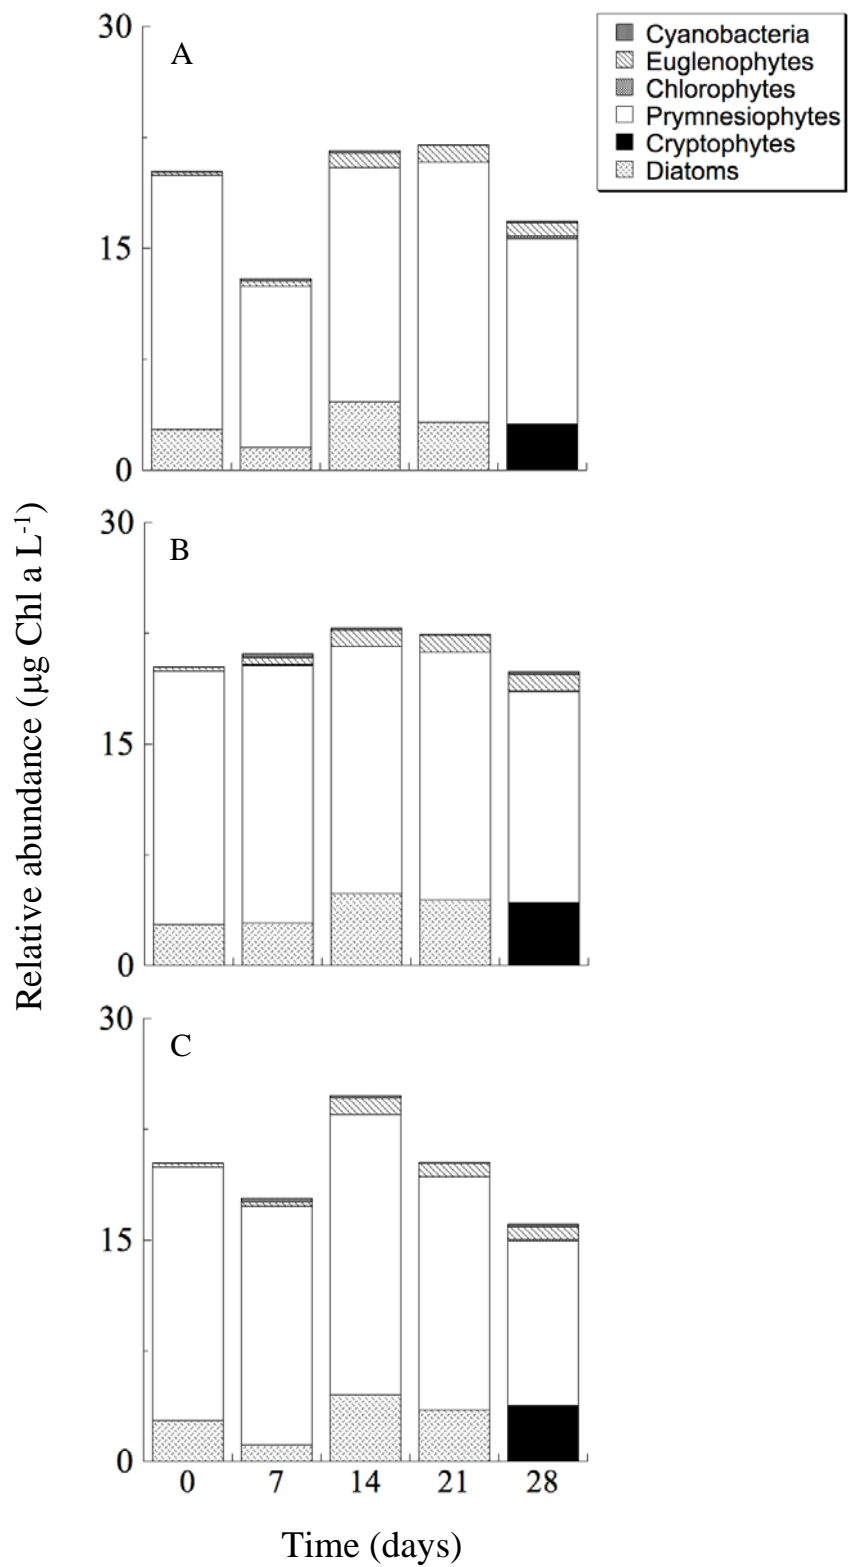 30
A
15
0
Cyanobacteria
Euglenophytes
Chlorophytes
Prymnesiophytes
Cryptophytes
Diatoms
Relative abundance (µg Chl a L-1)
30
B
15
0
30
C
15
0
0 7 14 21 28
Time (days)